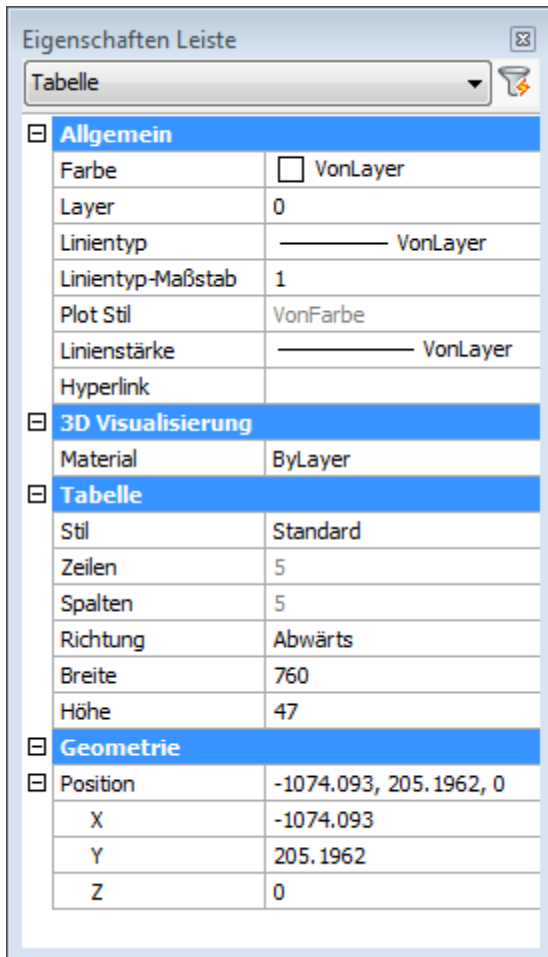 Eigenschaften Leiste
Tabelle
Allgemein
Farbe VonLayer
Layer 0
Linientyp VonLayer
Linientyp-Maßstab 1
Plot Stil VonFarbe
Linienstärke VonLayer
Hyperlink
3D Visualisierung
Material ByLayer
Tabelle
Stil Standard
Zeilen 5
Spalten 5
Richtung Abwärts
Breite 760
Höhe 47
Geometrie
Position -1074.093, 205.1962, 0
X -1074.093
Y 205.1962
Z 0